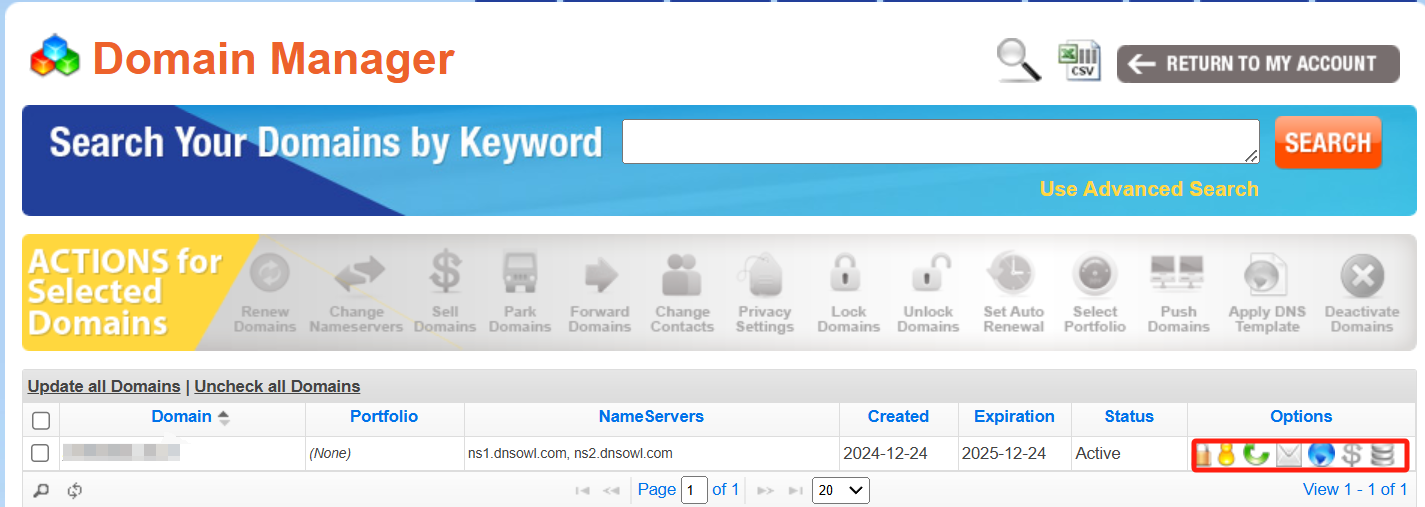 Domain Manager
CSV
RETURN TO MY ACCOUNT
Search Your Domains by Keyword
SEARCH
Use Advanced Search
ACTIONS for
Selected
Domains
Renew
Domains
Change
Nameservers
Sell
Domains
Park
Domains
Forward
Domains
Change
Contacts
Privacy
Settings
Lock
Domains
Unlock
Domains
Set Auto
Renewal
Select
Portfolio
Push
Domains
Apply DNS
Template
Deactivate
Domains
Update all Domains | Uncheck all Domains
Domain Portfolio NameServers Created Expiration Status Options
(None) ns1.dnsowl.com, ns2.dnsowl.com 2024-12-24 2025-12-24 Active
Page 1 of 1 20 View 1 - 1 of 1